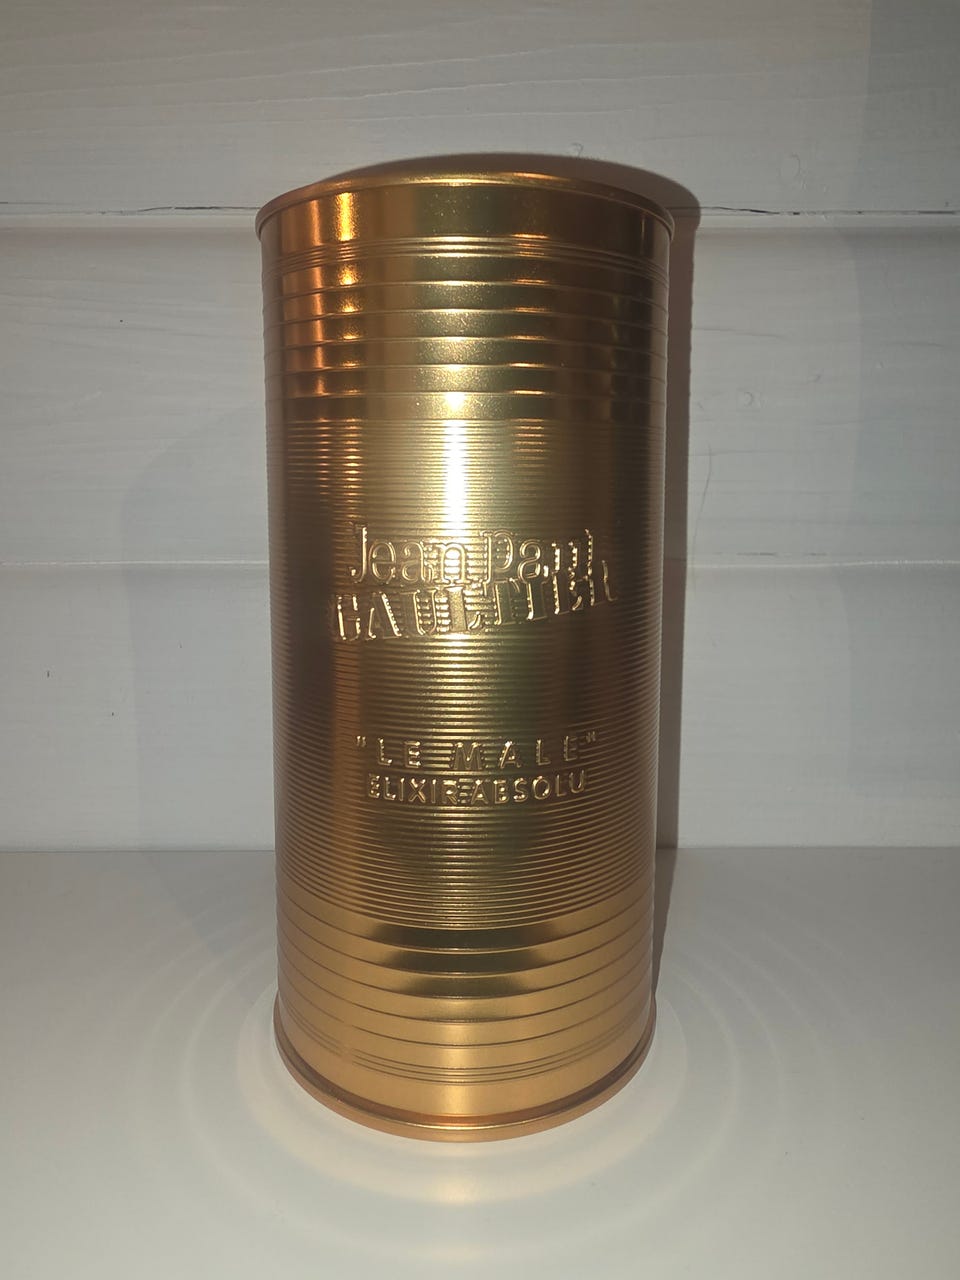 Jean Paul
GAULTIER
"LE MALE"
ELIXIR ABSOLU